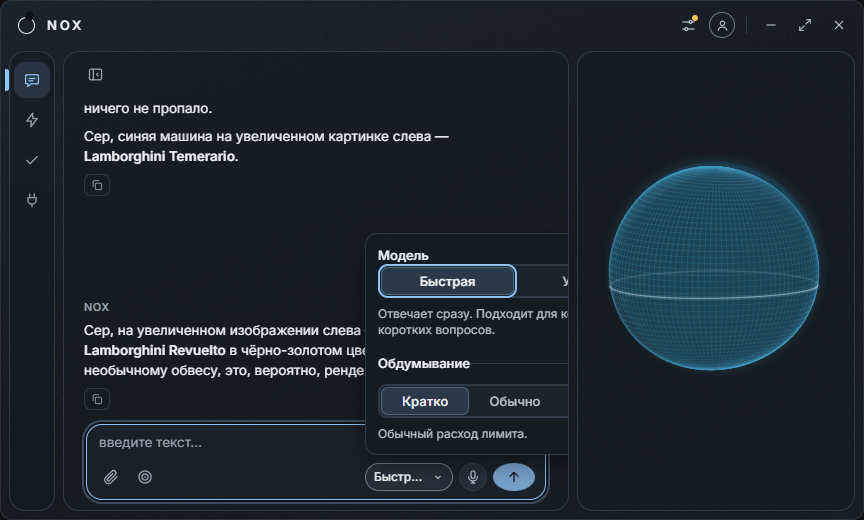 NOX
ничего не пропало.
Сер, синяя машина на увеличенном картинке слева —
Lamborghini Temerario.
NOX
Сер, на увеличенном изображении слева
Lamborghini Revuelto в чёрно-золотом
необычному обвесу, это, вероятно,
Модель
Быстрая
Отвечает сразу. Подходит для
коротких вопросов.
Обдумывание
Кратко Обычно
Обычный расход лимита.
введите текст...
Быстр...